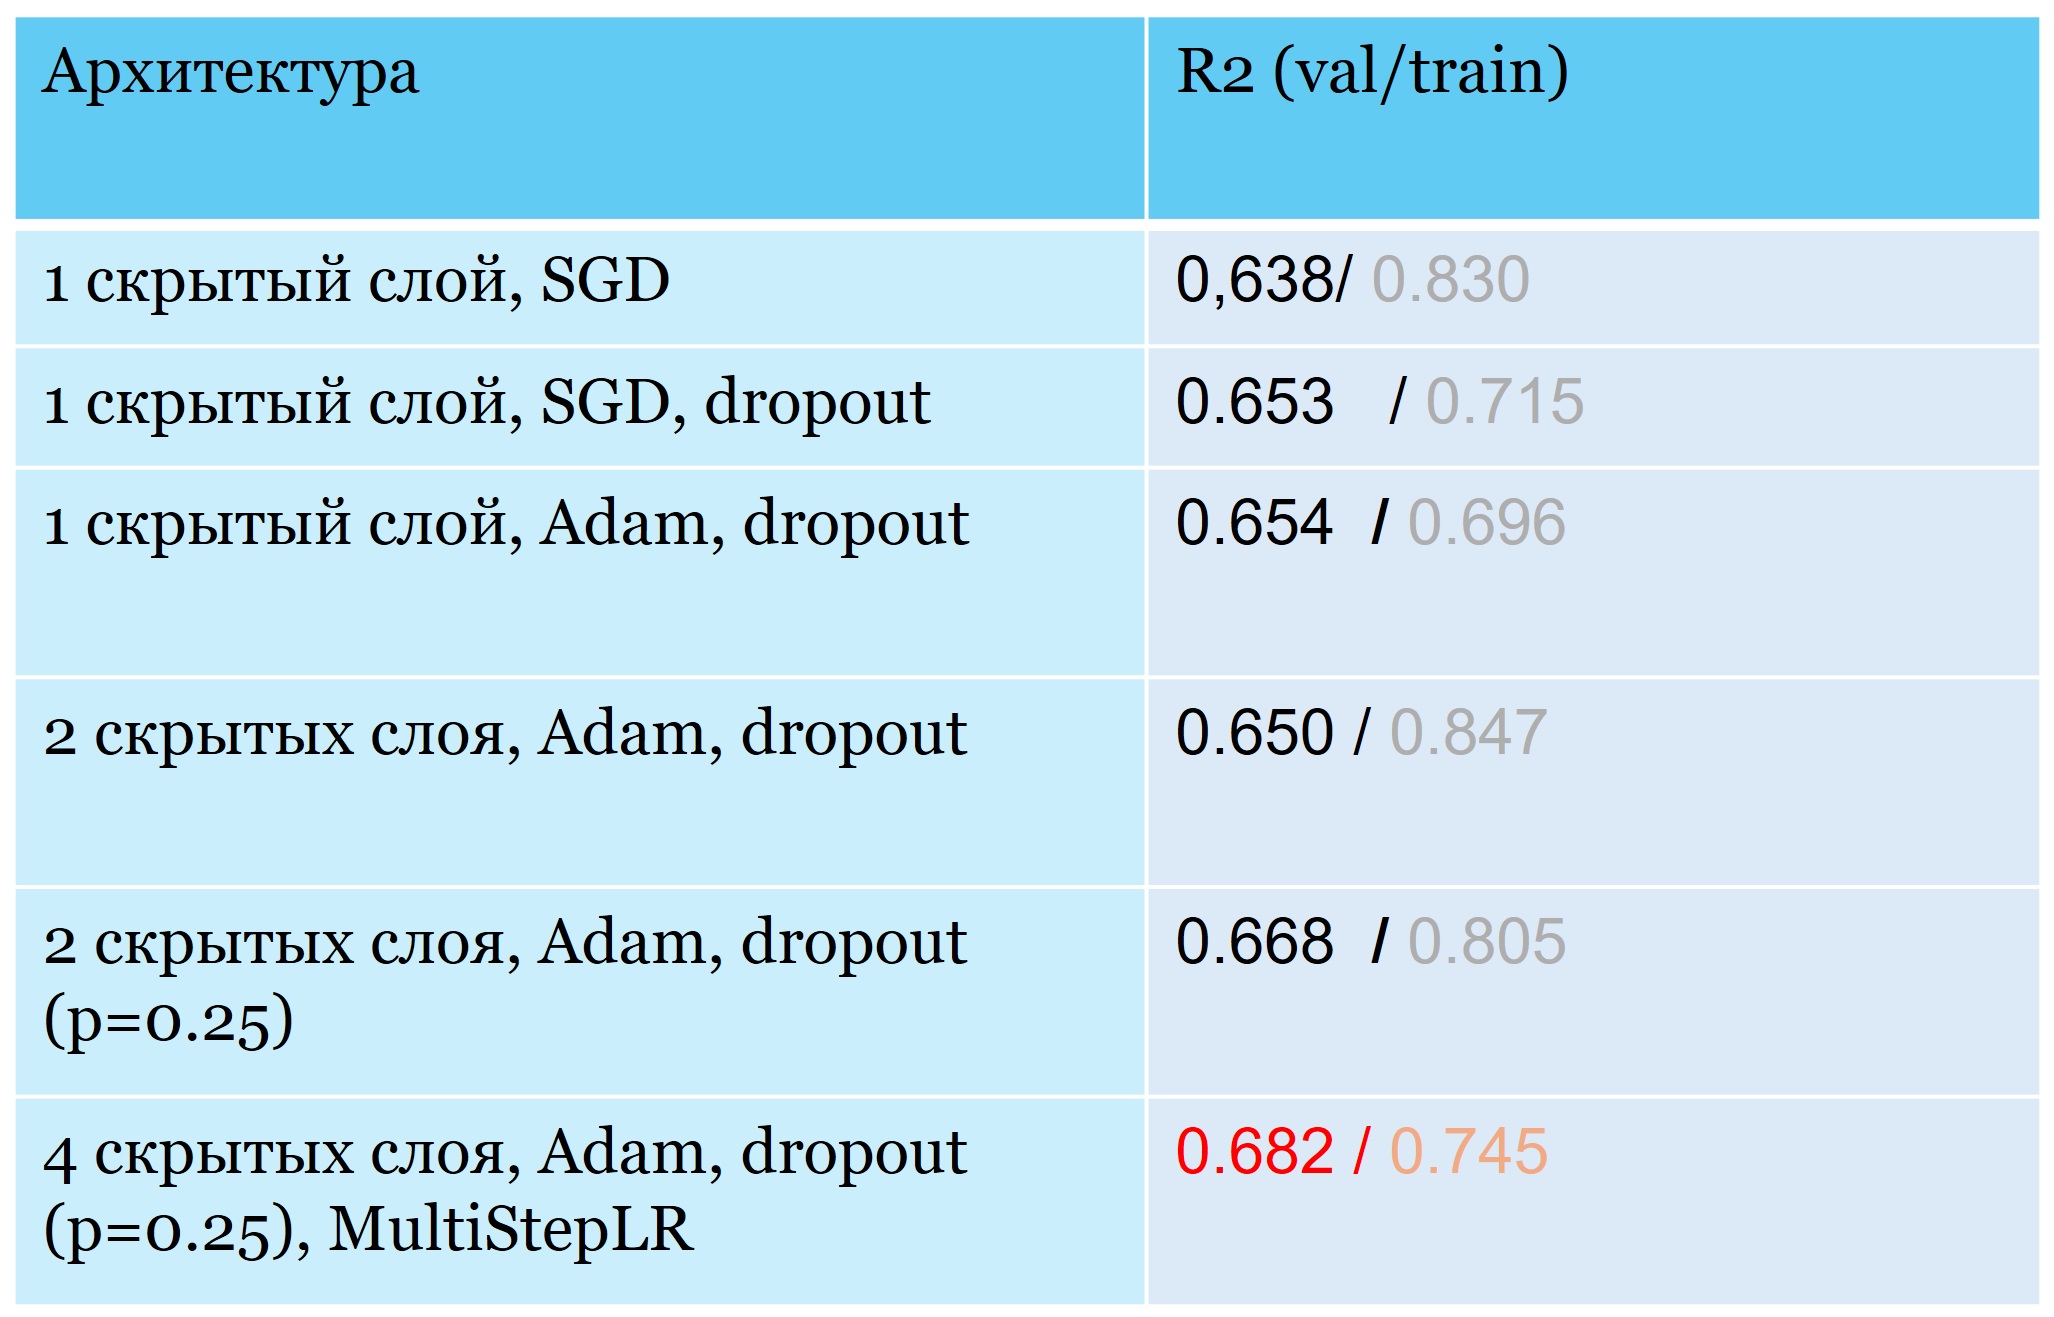 Архитектура
R2 (val/train)
1 скрытый слой, SGD
0,638/ 0.830
1 скрытый слой, SGD, dropout
0.653 / 0.715
1 скрытый слой, Adam, dropout
0.654 / 0.696
2 скрытых слоя, Adam, dropout
0.650 / 0.847
2 скрытых слоя, Adam, dropout
(p=0.25)
0.668 / 0.805
4 скрытых слоя, Adam, dropout
(p=0.25), MultiStepLR
0.682 / 0.745